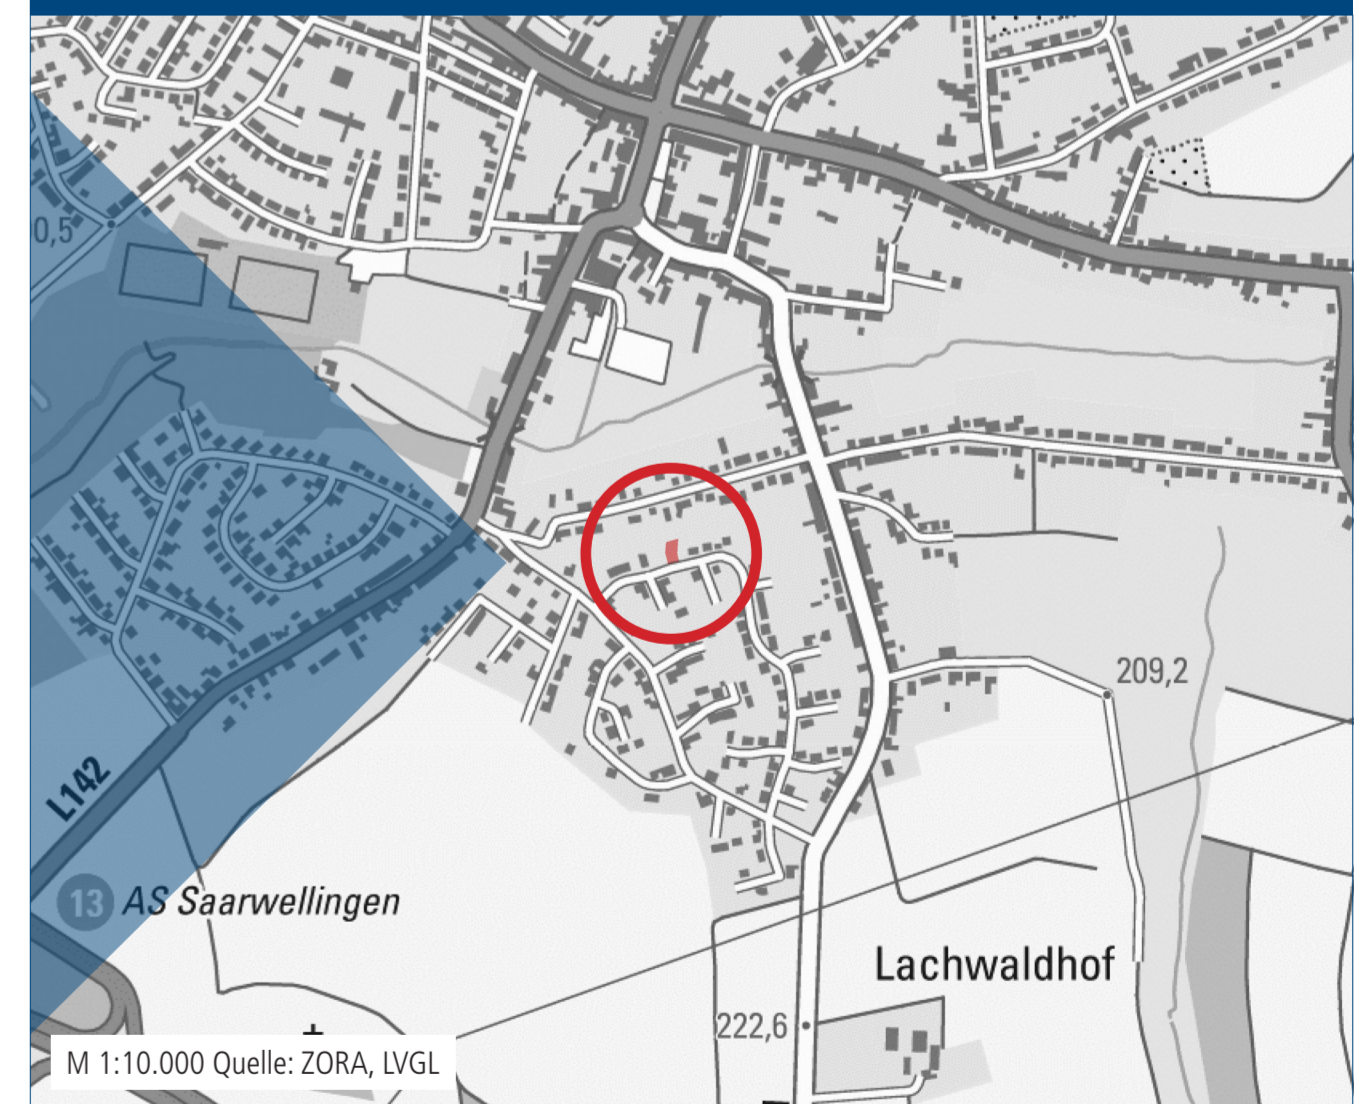 0,5
209,2
L142
13 AS Saarwellingen
Lachwaldhof
222,6
M 1:10.000 Quelle: ZORA, LVGL